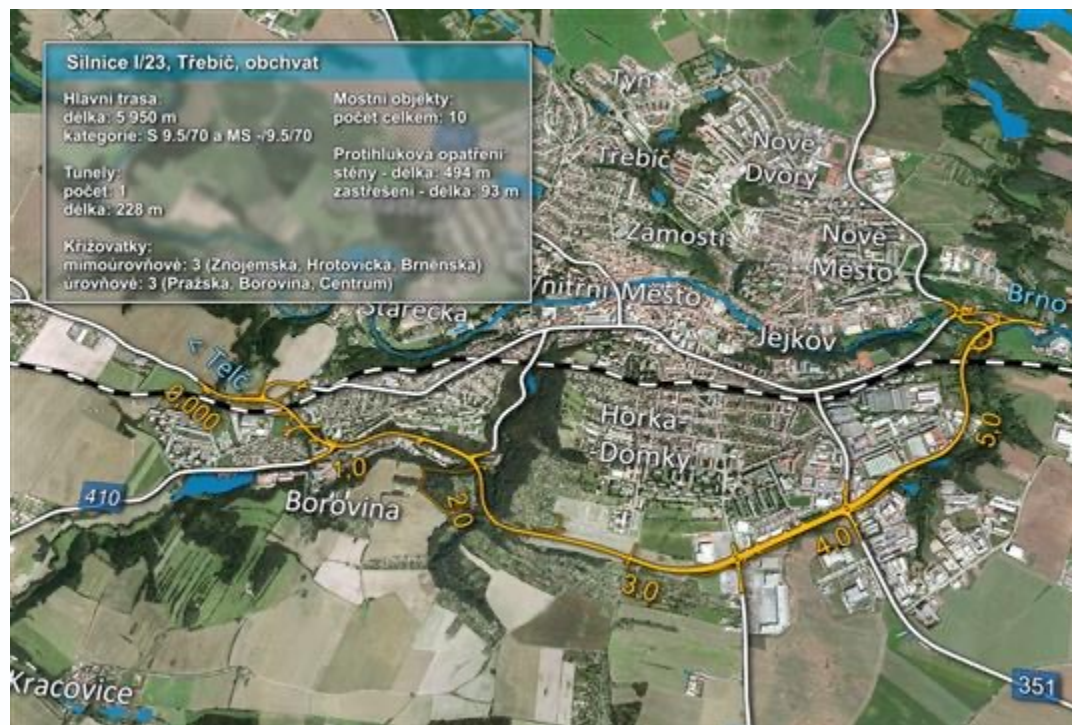 Silnice I/23, Třebíč, obchvat
Hlavní trasa:
délka: 5 950 m
kategorie: S 9.5/70 a MS -/9.5/70
Tunely:
počet: 1
délka: 228 m
Křižovatky:
mimoúrovňové: 3 (Znojemská, Hrotovická, Brněnská)
úrovňové: 3 (Pražská, Borovina, Centrum)
Mostní objekty:
počet celkem: 10
Protihluková opatření
stěny - délka: 494 m
zastřešení - délka: 93 m
Týn
Třebíč
Nové
Dvory
Zámostí
Nové
Město
Vnitřní Město
Stařečka
Jejkov
Brno
< Telč
0.000
Horka-
Domky
1.0
410
Borovina
2.0
3.0
4.0
5.0
Kracovice
351